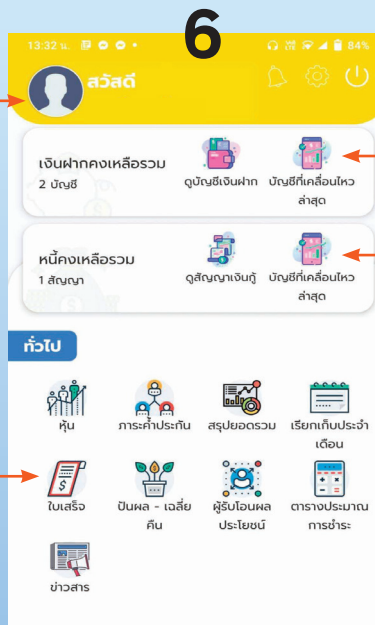 6
13:32 น.
84%
สวัสดี
เงินฝากคงเหลือรวม
2 บัญชี
ดูบัญชีเงินฝาก
บัญชีที่เคลื่อนไหว
ล่าสุด
หนี้คงเหลือรวม
1 สัญญา
ดูสัญญาเงินกู้
บัญชีที่เคลื่อนไหว
ล่าสุด
ทั่วไป
หุ้น
ภาระค้ำประกัน
สรุปยอดรวม
เรียกเก็บประจำ
เดือน
ใบเสร็จ
ปันผล - เฉลี่ย
คืน
ผู้รับโอนผล
ประโยชน์
ตารางประมาณ
การชำระ
ข่าวสาร